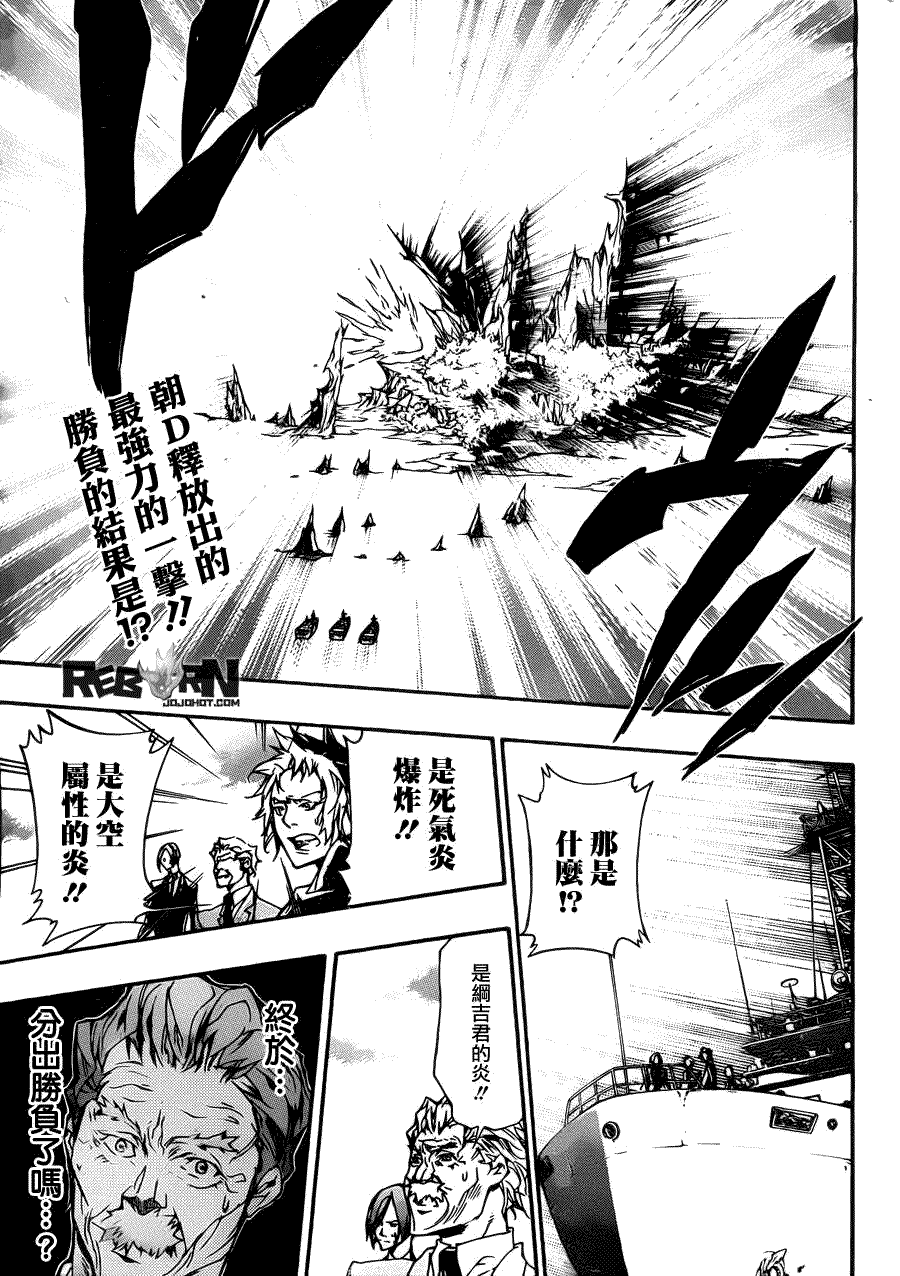 朝D釋放出的
最強力的一擊!!
勝負的結果是!?
REBORN
JOJOHOT.COM
那是
什麼!?
是死氣炎
爆炸!!
是大空
屬性的炎!!
是綱吉君的炎!!
終於…
分出勝負了嗎…?